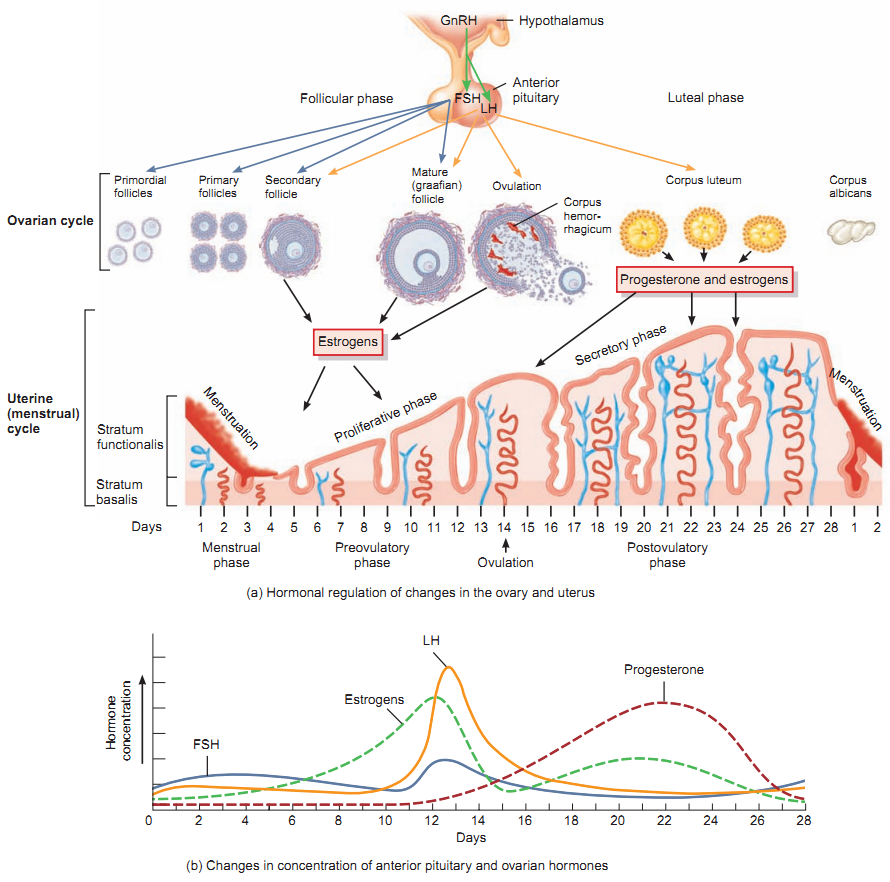 GnRH
Hypothalamus
Anterior
pituitary
FSH
LH
Follicular phase
Luteal phase
Ovarian cycle
Primordial
follicles
Primary
follicles
Secondary
follicle
Mature
(graafian)
follicle
Ovulation
Corpus
hemor-
rhagicum
Corpus luteum
Corpus
albicans
Progesterone and estrogens
Estrogens
Uterine
(menstrual)
cycle
Stratum
functionalis
Stratum
basalis
Menstruation
Proliferative phase
Secretory phase
Menstruation
Days 1 2 3 4 5 6 7 8 9 10 11 12 13 14 15 16 17 18 19 20 21 22 23 24 25 26 27 28 1 2
Menstrual
phase
Preovulatory
phase
Ovulation
Postovulatory
phase
(a) Hormonal regulation of changes in the ovary and uterus
Hormone
concentration
FSH
Estrogens
LH
Progesterone
0 2 4 6 8 10 12 14 16 18 20 22 24 26 28
Days
(b) Changes in concentration of anterior pituitary and ovarian hormones